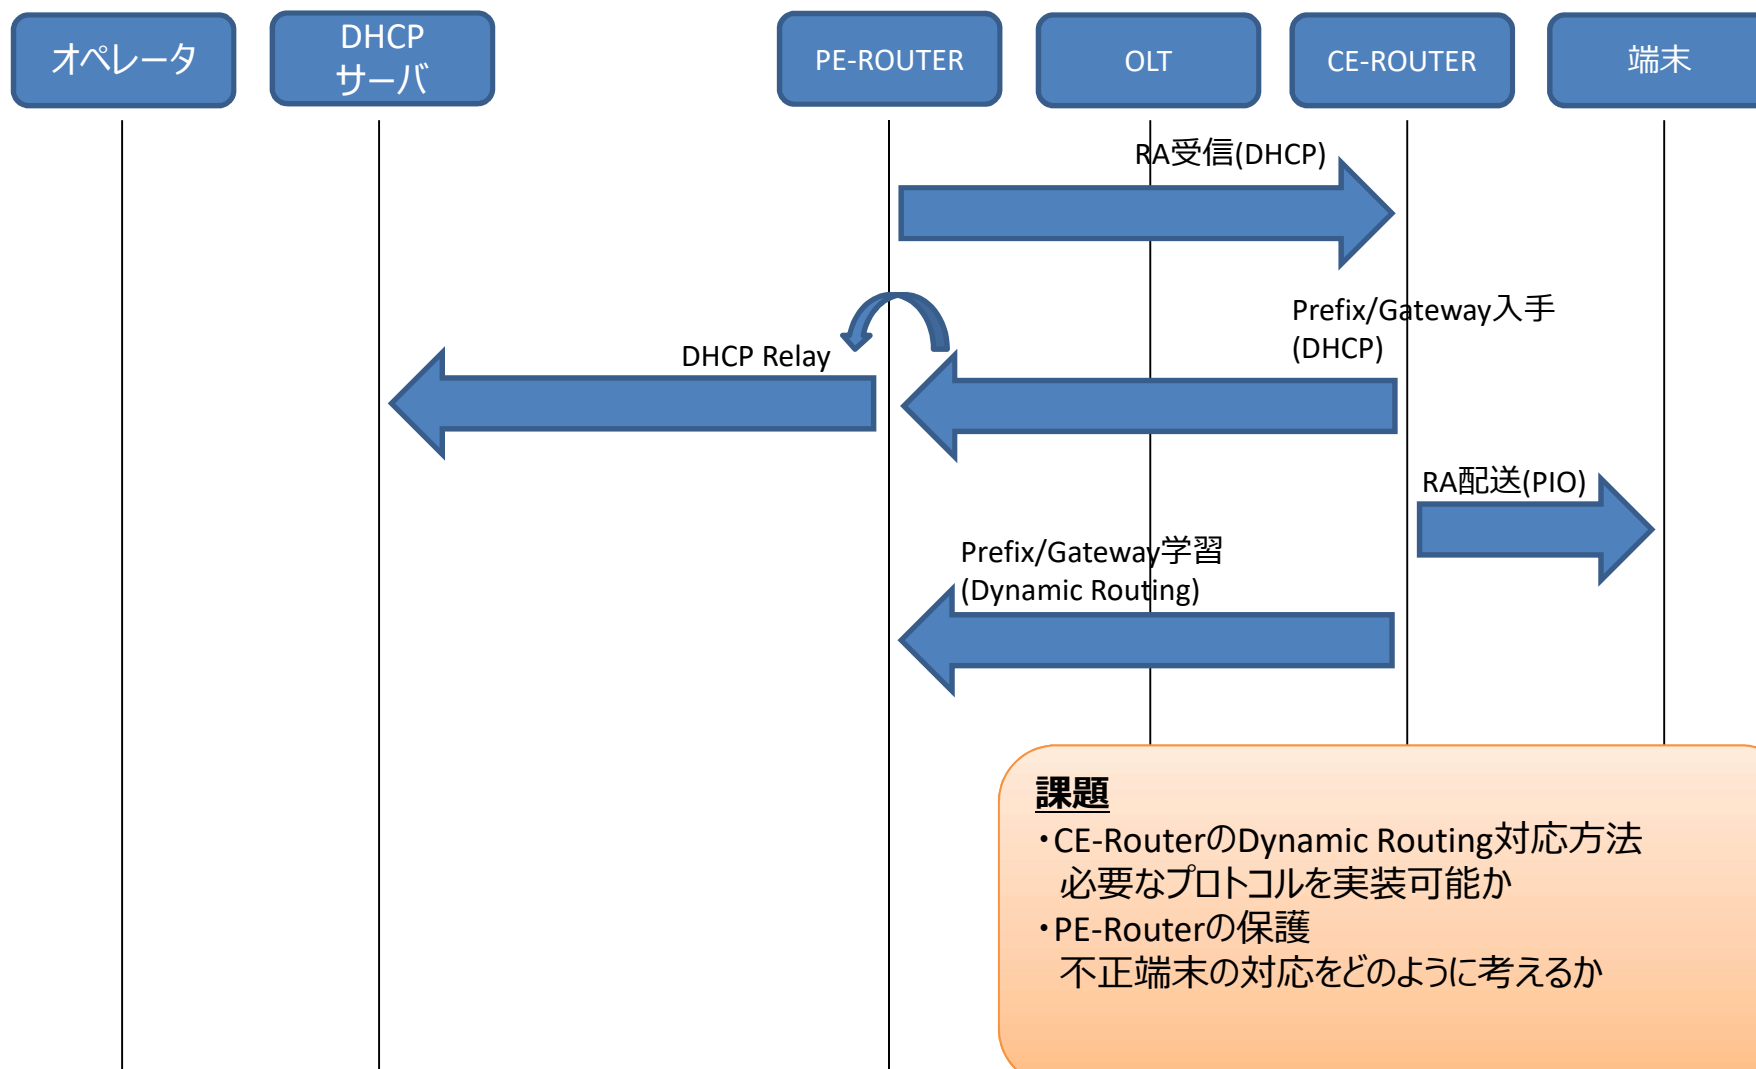 オペレータ
DHCP
サーバ
PE-ROUTER
OLT
CE-ROUTER
端末
RA受信(DHCP)
Prefix/Gateway入手
(DHCP)
DHCP Relay
RA配送(PIO)
Prefix/Gateway学習
(Dynamic Routing)
課題
・CE-RouterのDynamic Routing対応方法
必要なプロトコルを実装可能か
・PE-Routerの保護
不正端末の対応をどのように考えるか